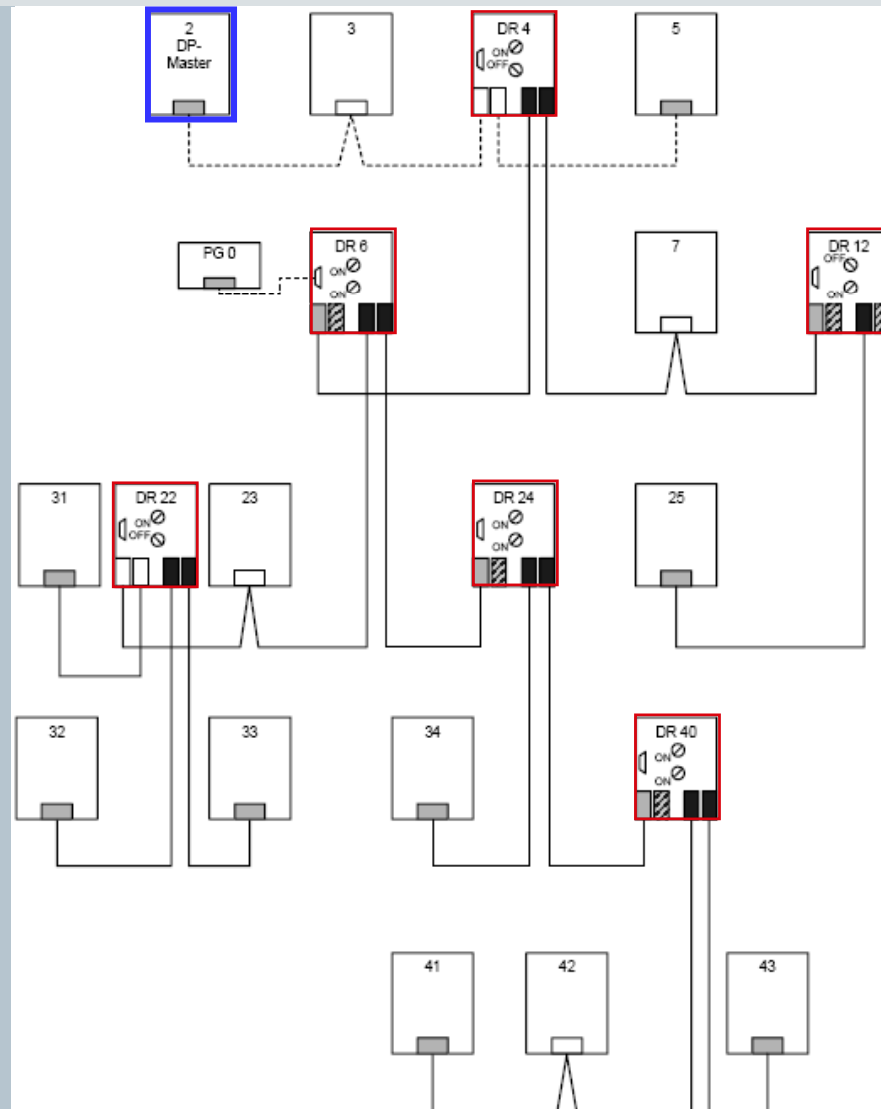 2
DP-
Master
3
DR 4
ON
OFF
5
PG 0
DR 6
ON
ON
7
DR 12
OFF
ON
31
DR 22
ON
OFF
23
DR 24
ON
ON
25
32
33
34
DR 40
ON
ON
41
42
43